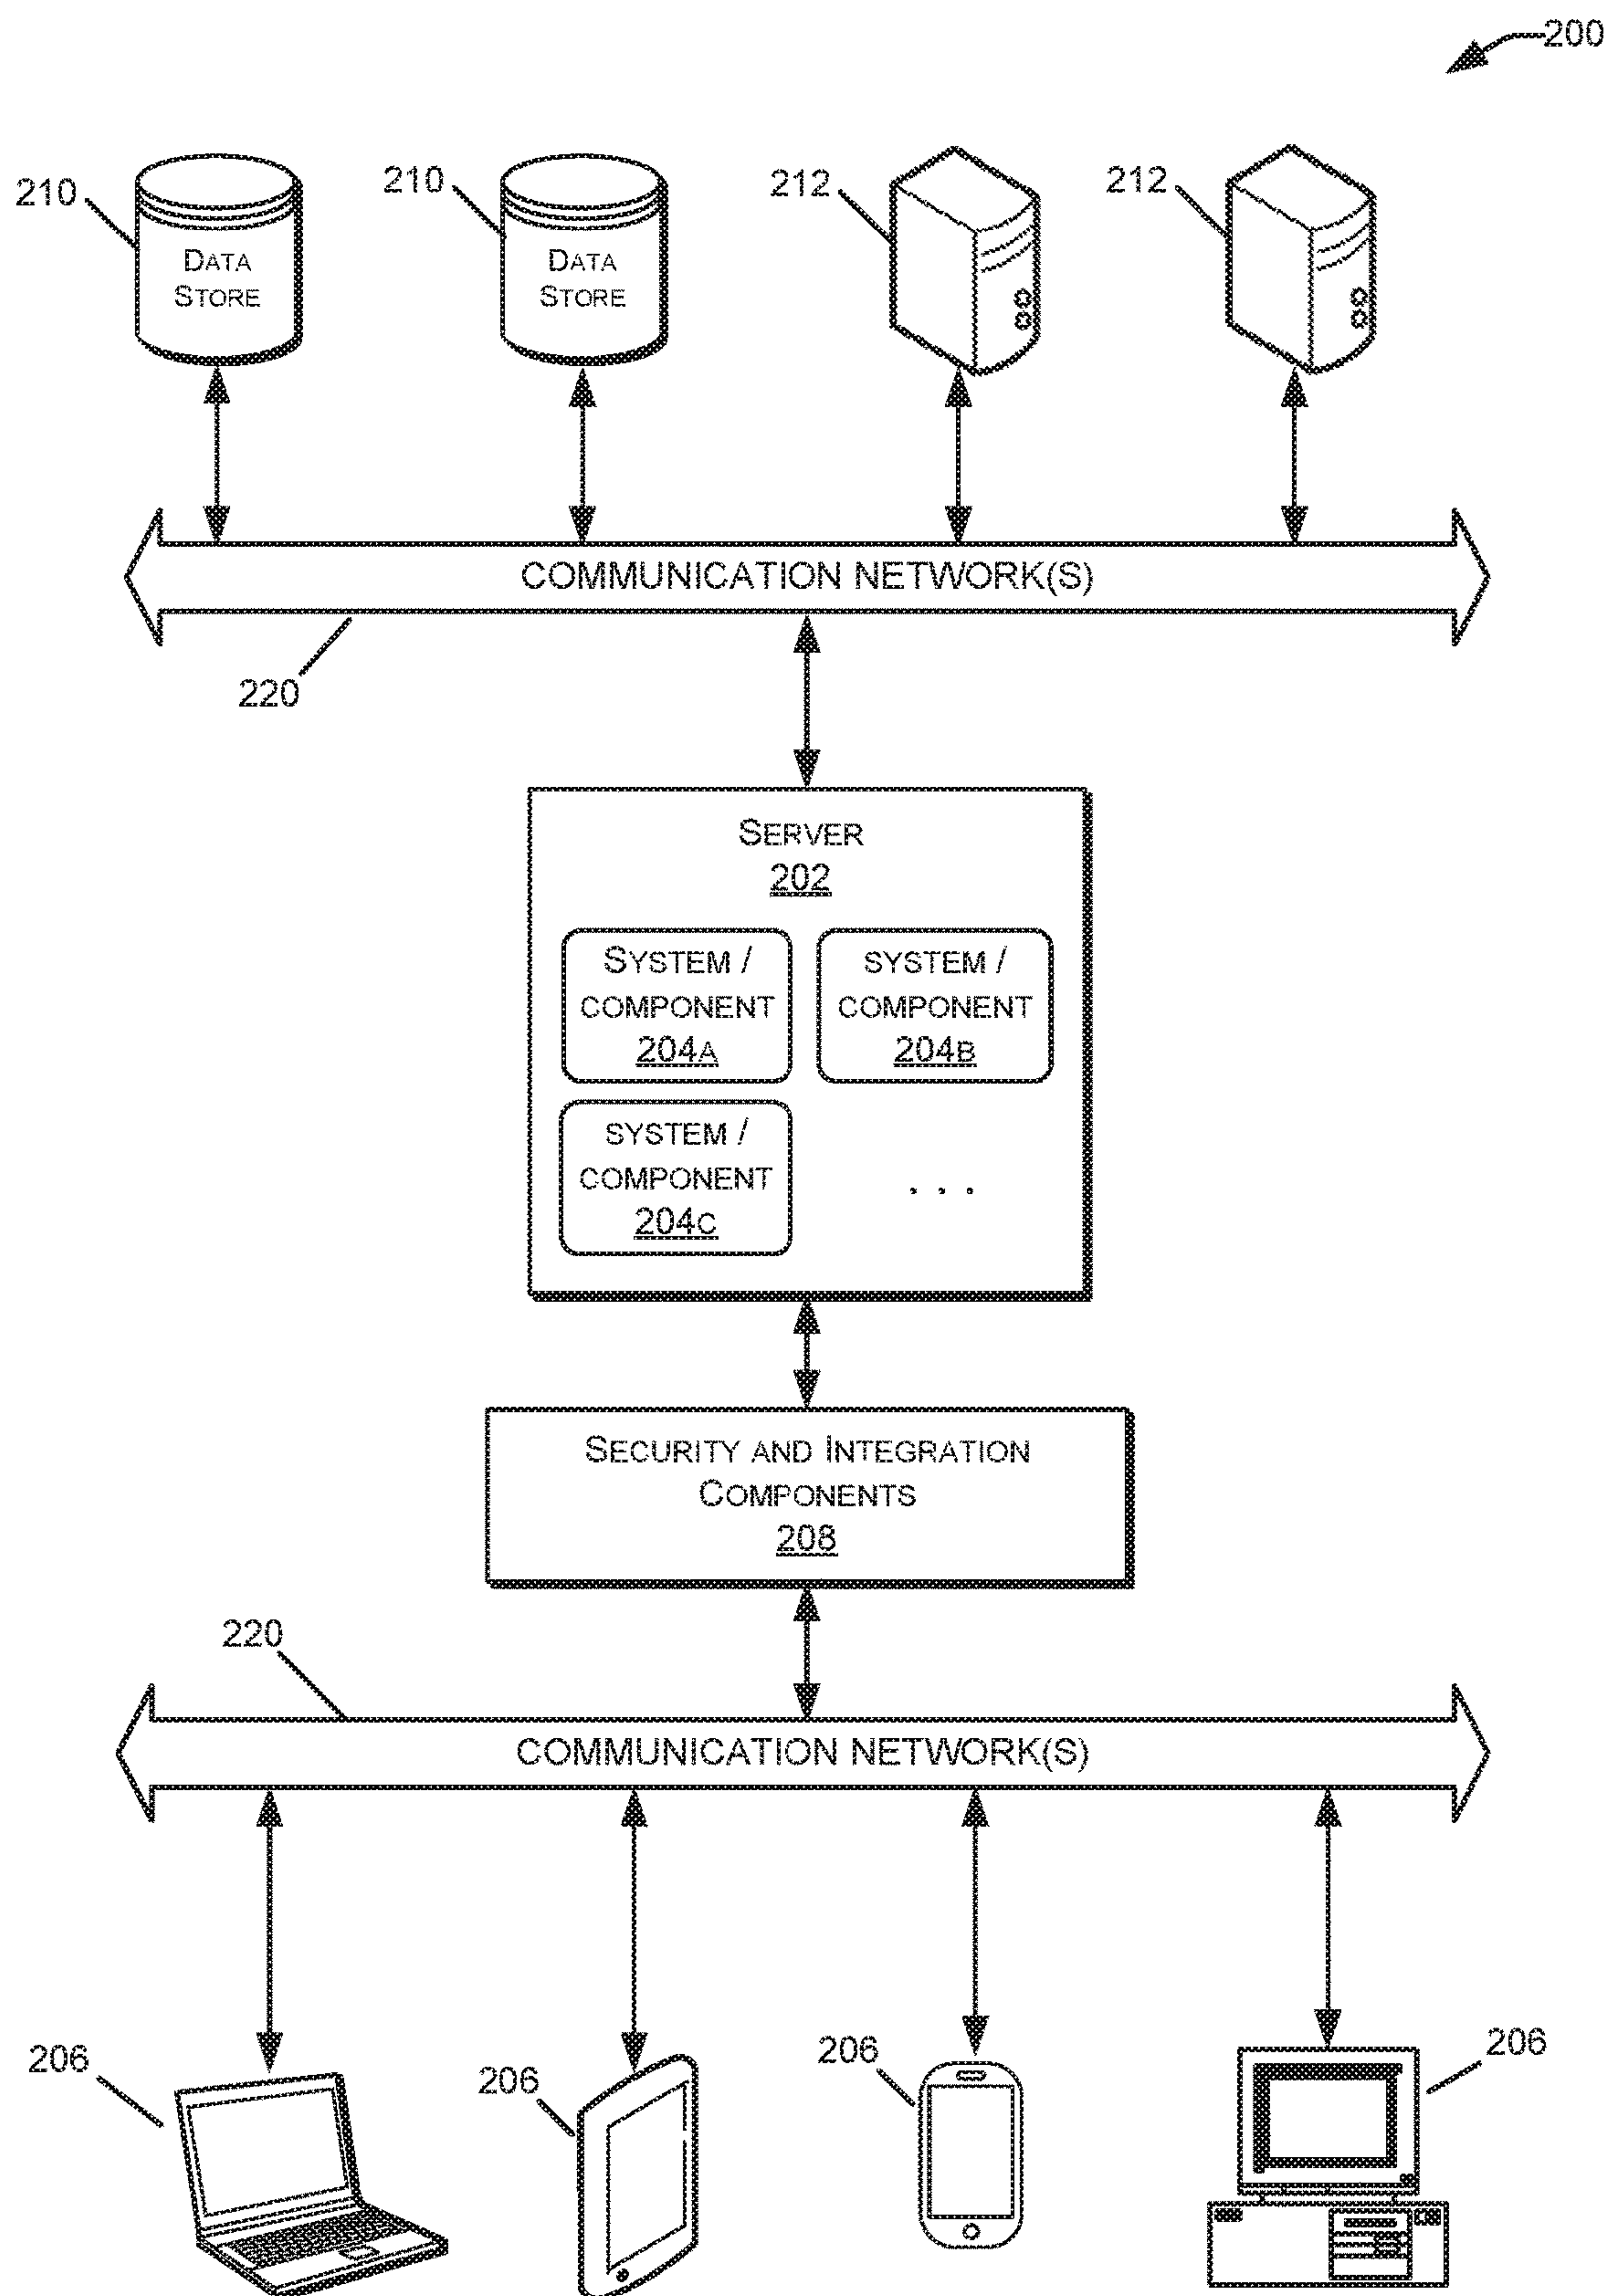 200
210
210
212
212
DATA
STORE
DATA
STORE
COMMUNICATION NETWORK(S)
220
SERVER
202
SYSTEM /
COMPONENT
204A
SYSTEM /
COMPONENT
204B
SYSTEM /
COMPONENT
204C
. . .
SECURITY AND INTEGRATION
COMPONENTS
208
220
COMMUNICATION NETWORK(S)
206
206
206
206